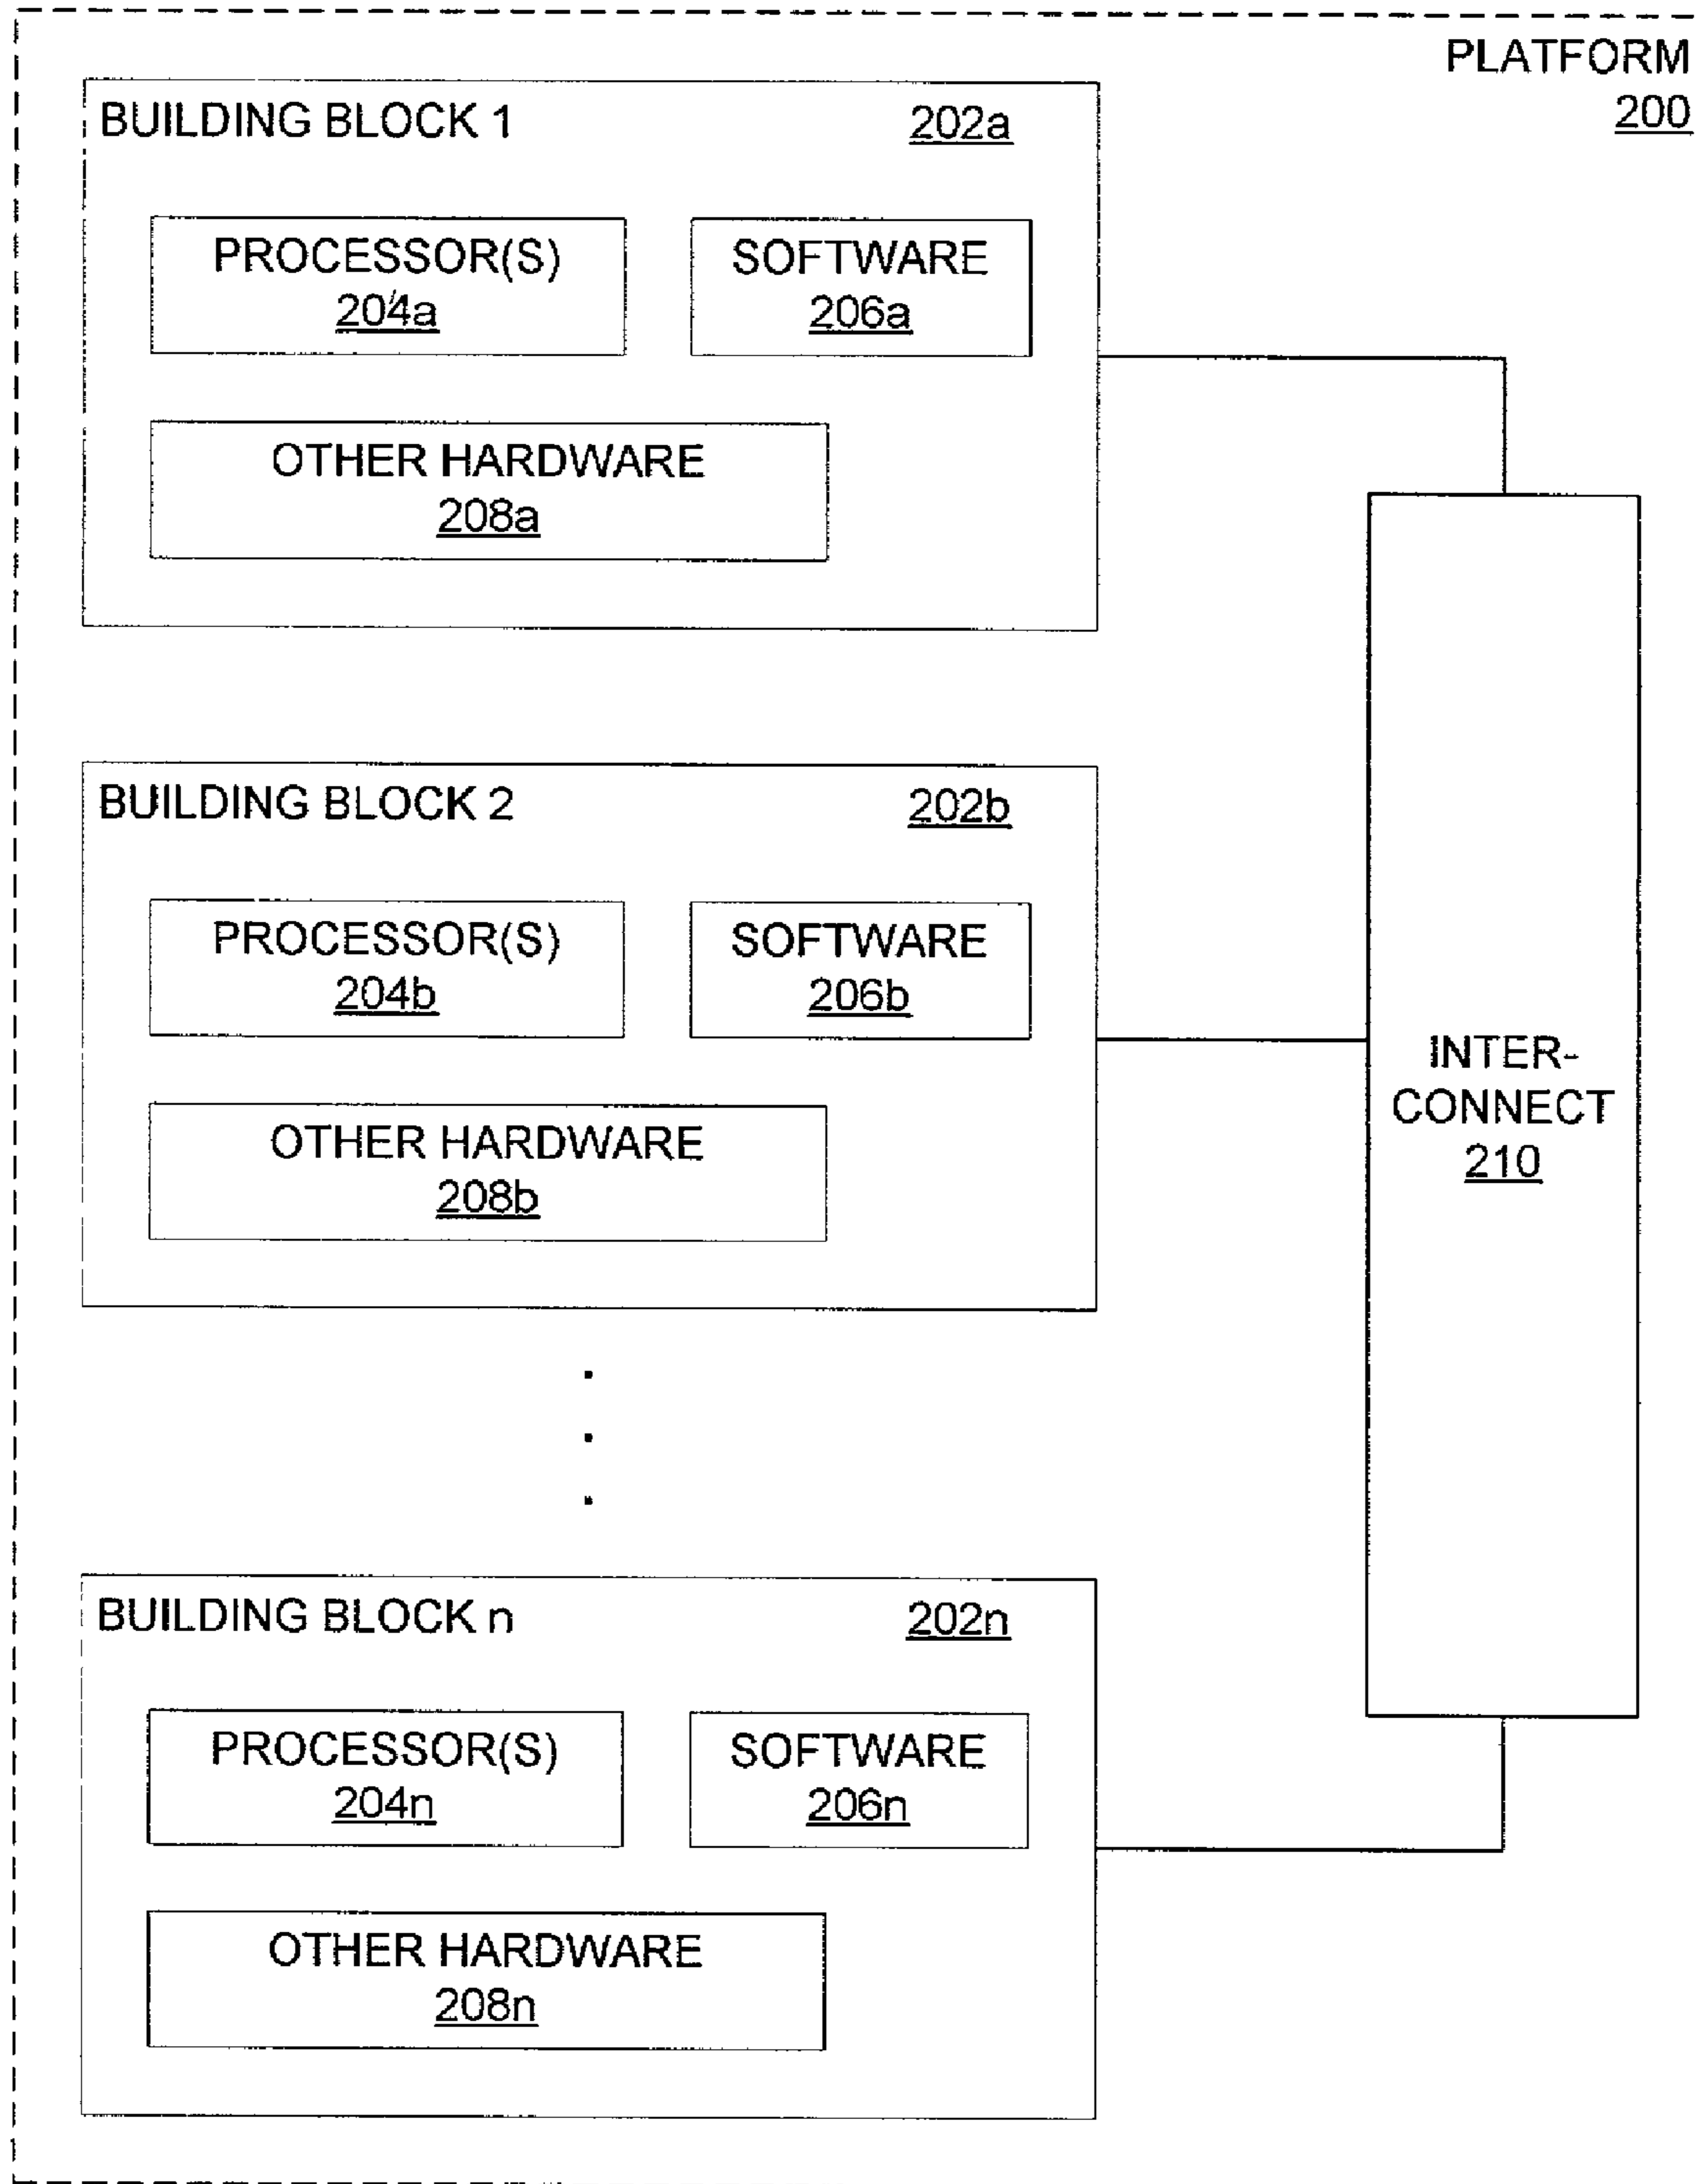 PLATFORM
200
BUILDING BLOCK 1 202a
PROCESSOR(S)
204a
SOFTWARE
206a
OTHER HARDWARE
208a
BUILDING BLOCK 2 202b
PROCESSOR(S)
204b
SOFTWARE
206b
OTHER HARDWARE
208b
INTER-
CONNECT
210
BUILDING BLOCK n 202n
PROCESSOR(S)
204n
SOFTWARE
206n
OTHER HARDWARE
208n